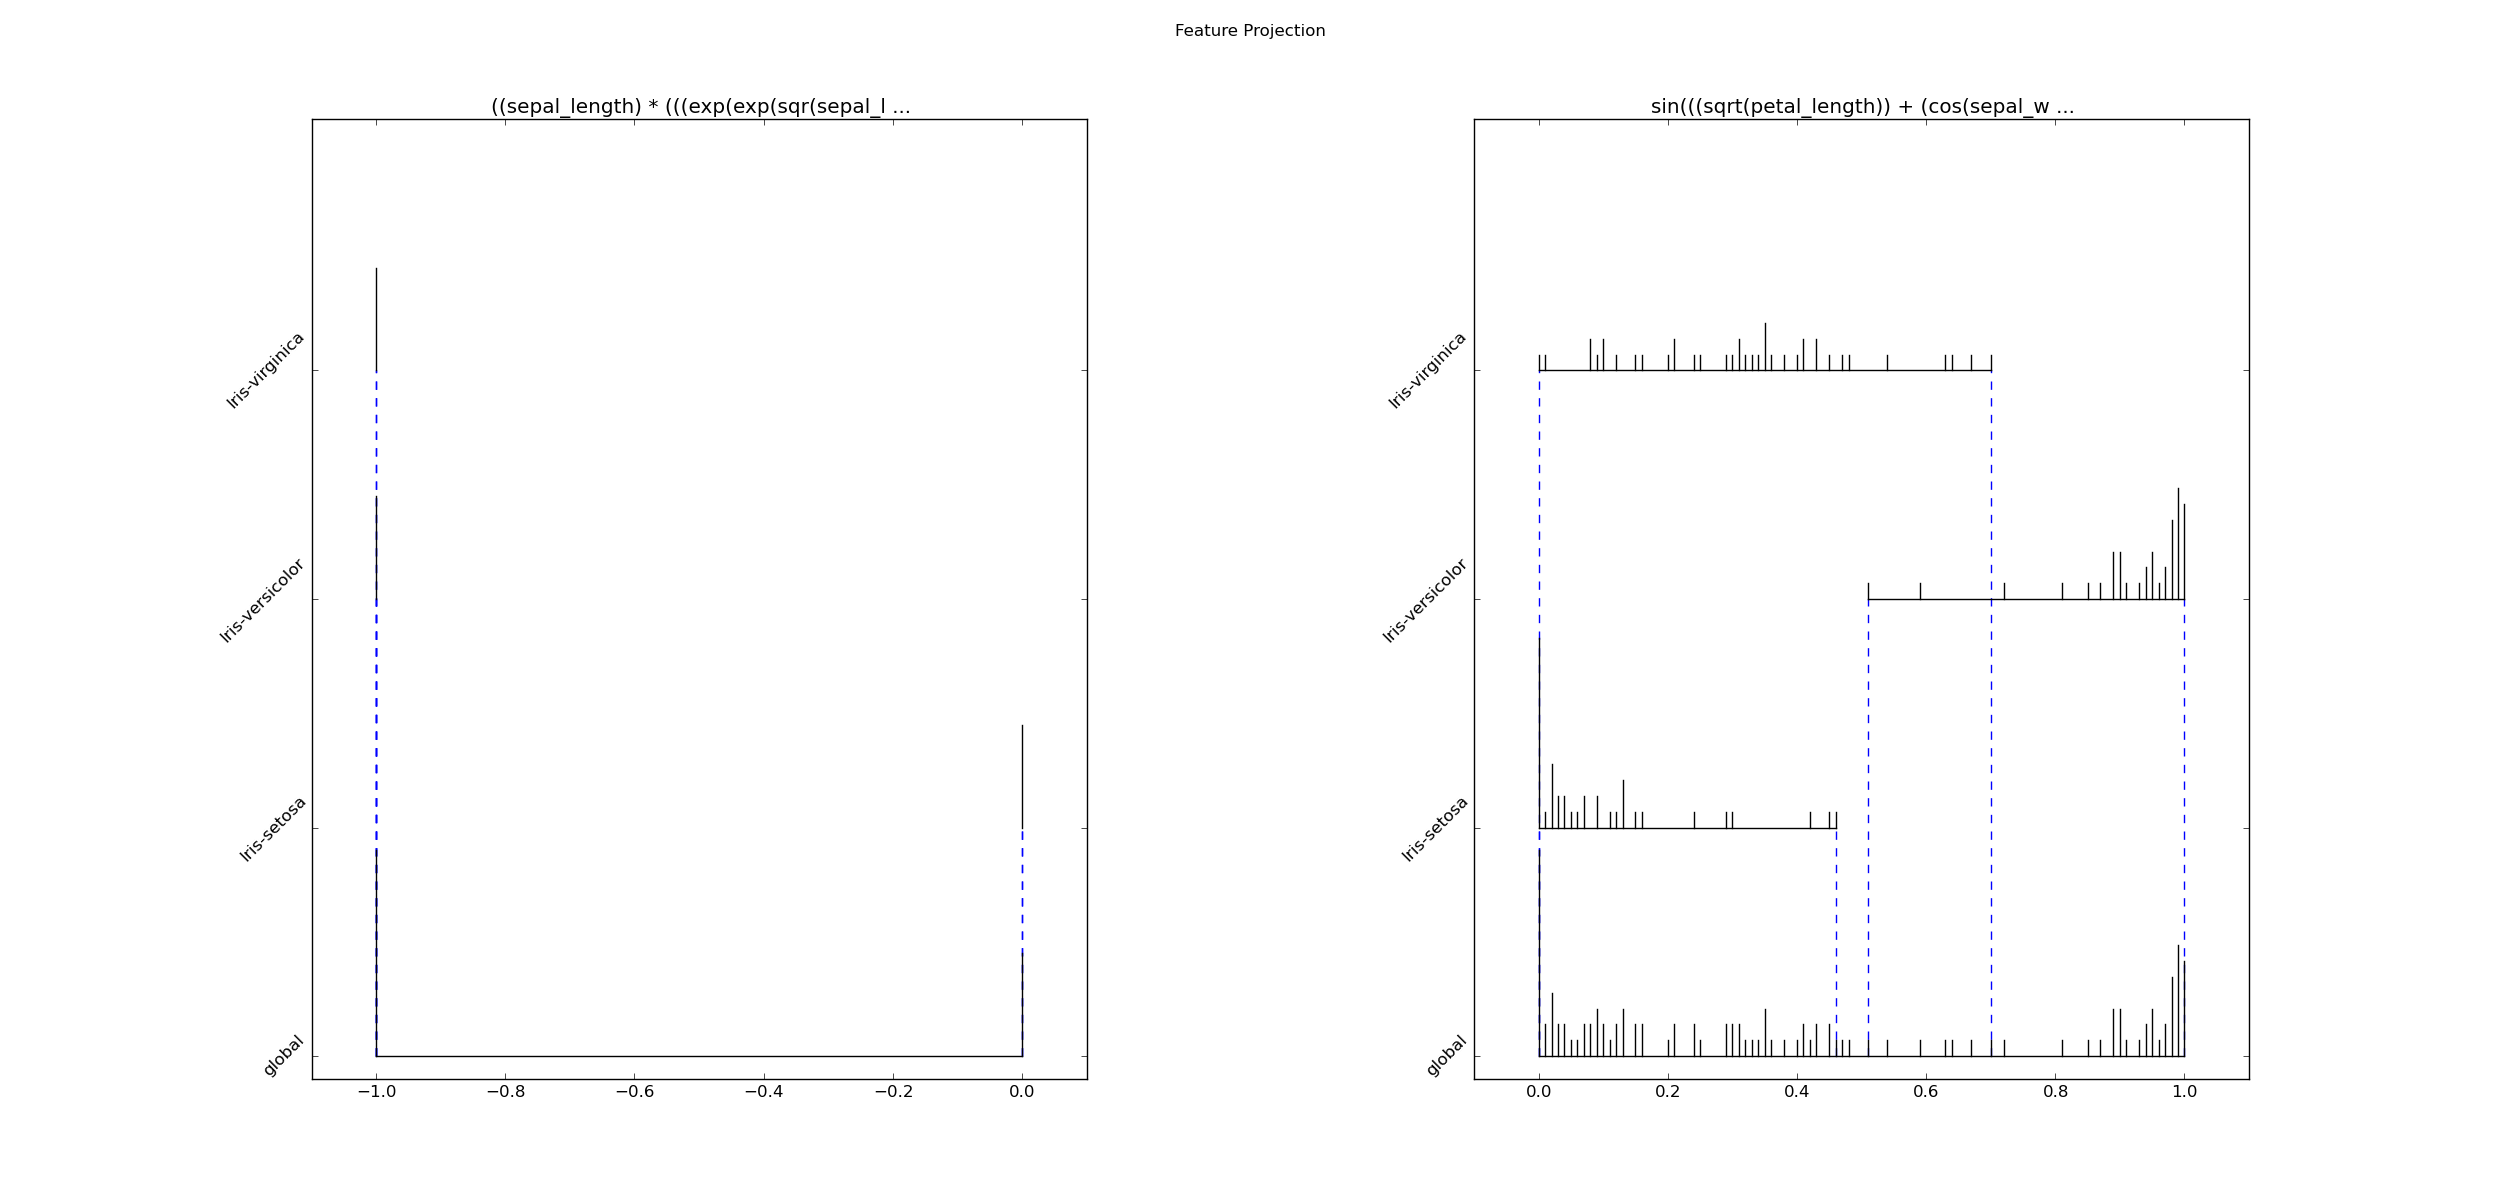 Feature Projection
((sepal_length) * (((exp(exp(sqr(sepal_l ...
Iris-virginica
Iris-versicolor
Iris-setosa
global
−1.0 −0.8 −0.6 −0.4 −0.2 0.0
sin(((sqrt(petal_length)) + (cos(sepal_w ...
Iris-virginica
Iris-versicolor
Iris-setosa
global
0.0 0.2 0.4 0.6 0.8 1.0